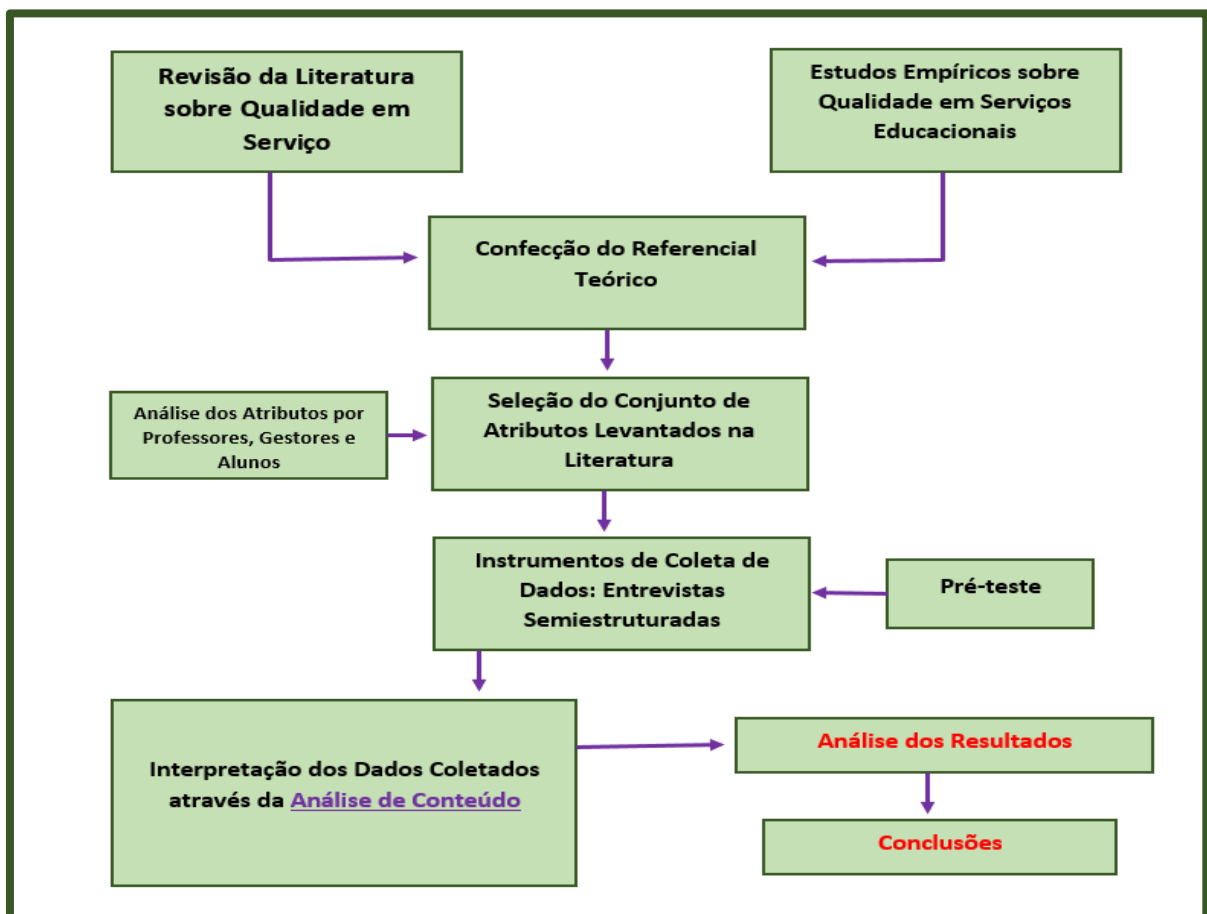 Revisão da Literatura
sobre Qualidade em
Serviço
Estudos Empíricos sobre
Qualidade em Serviços
Educacionais
Confecção do Referencial
Teórico
Análise dos Atributos por
Professores, Gestores e
Alunos
Seleção do Conjunto de
Atributos Levantados na
Literatura
Instrumentos de Coleta de
Dados: Entrevistas
Semiestruturadas
Pré-teste
Interpretação dos Dados Coletados
através da Análise de Conteúdo
Análise dos Resultados
Conclusões